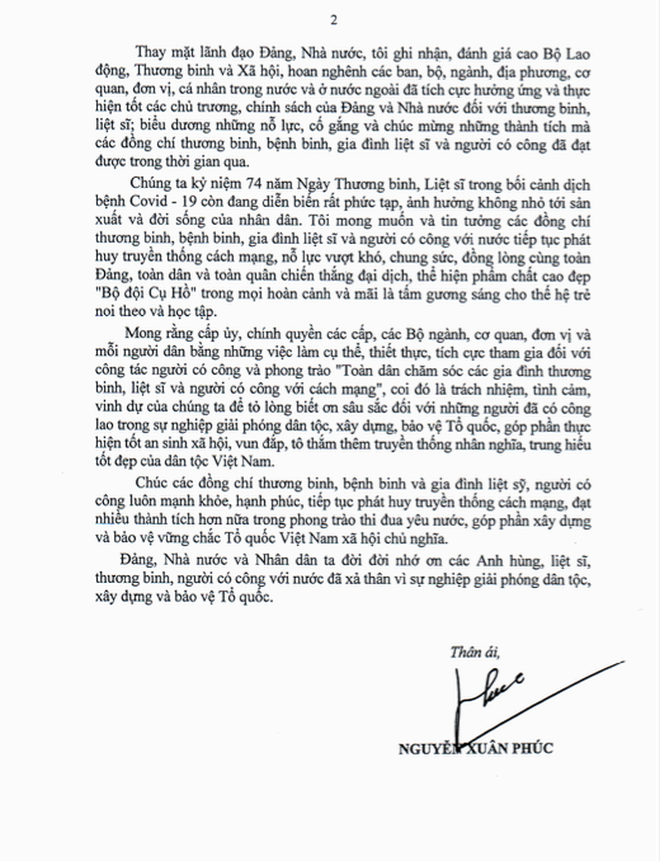 2
Thay mặt lãnh đạo Đảng, Nhà nước, tôi ghi nhận, đánh giá cao Bộ Lao
động, Thương binh và Xã hội, hoan nghênh các ban, bộ, ngành, địa phương, cơ
quan, đơn vị, cá nhân trong nước và ở nước ngoài đã tích cực hưởng ứng và thực
hiện tốt các chủ trương, chính sách của Đảng và Nhà nước đối với thương binh,
liệt sĩ; biểu dương những nỗ lực, cố gắng và chúc mừng những thành tích mà
các đồng chí thương binh, bệnh binh, gia đình liệt sĩ và người có công đã đạt
được trong thời gian qua.
Chúng ta kỷ niệm 74 năm Ngày Thương binh, Liệt sĩ trong bối cảnh dịch
bệnh Covid - 19 còn đang diễn biến rất phức tạp, ảnh hưởng không nhỏ tới sản
xuất và đời sống của nhân dân. Tôi mong muốn và tin tưởng các đồng chí
thương binh, bệnh binh, gia đình liệt sĩ và người có công với nước tiếp tục phát
huy truyền thống cách mạng, nỗ lực vượt khó, chung sức, đồng lòng cùng toàn
Đảng, toàn dân và toàn quân chiến thắng đại dịch, thể hiện phẩm chất cao đẹp
"Bộ đội Cụ Hồ" trong mọi hoàn cảnh và mãi là tấm gương sáng cho thế hệ trẻ
noi theo và học tập.
Mong rằng cấp ủy, chính quyền các cấp, các Bộ ngành, cơ quan, đơn vị và
mỗi người dân bằng những việc làm cụ thể, thiết thực, tích cực tham gia đối với
công tác người có công và phong trào "Toàn dân chăm sóc các gia đình thương
binh, liệt sĩ và người có công với cách mạng", coi đó là trách nhiệm, tình cảm,
vinh dự của chúng ta để tỏ lòng biết ơn sâu sắc đối với những người đã có công
lao trong sự nghiệp giải phóng dân tộc, xây dựng, bảo vệ Tổ quốc, góp phần thực
hiện tốt an sinh xã hội, vun đắp, tô thắm thêm truyền thống nhân nghĩa, trung hiếu
tốt đẹp của dân tộc Việt Nam.
Chúc các đồng chí thương binh, bệnh binh và gia đình liệt sỹ, người có
công luôn mạnh khỏe, hạnh phúc, tiếp tục phát huy truyền thống cách mạng, đạt
nhiều thành tích hơn nữa trong phong trào thi đua yêu nước, góp phần xây dựng
và bảo vệ vững chắc Tổ quốc Việt Nam xã hội chủ nghĩa.
Đảng, Nhà nước và Nhân dân ta đời đời nhớ ơn các Anh hùng, liệt sĩ,
thương binh, người có công với nước đã xả thân vì sự nghiệp giải phóng dân tộc,
xây dựng và bảo vệ Tổ quốc.
Thân ái,
Phuc
NGUYỄN XUÂN PHÚC